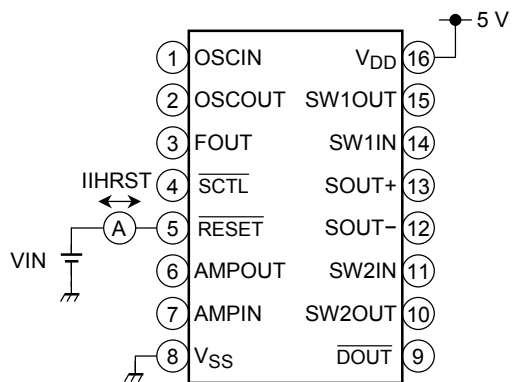 5 V
1 OSCIN VDD 16
2 OSCOUT SW1OUT 15
3 FOUT SW1IN 14
IIHRST
4 SCTL SOUT+ 13
A
5 RESET SOUT− 12
VIN
6 AMPOUT SW2IN 11
7 AMPIN SW2OUT 10
8 VSS DOUT 9